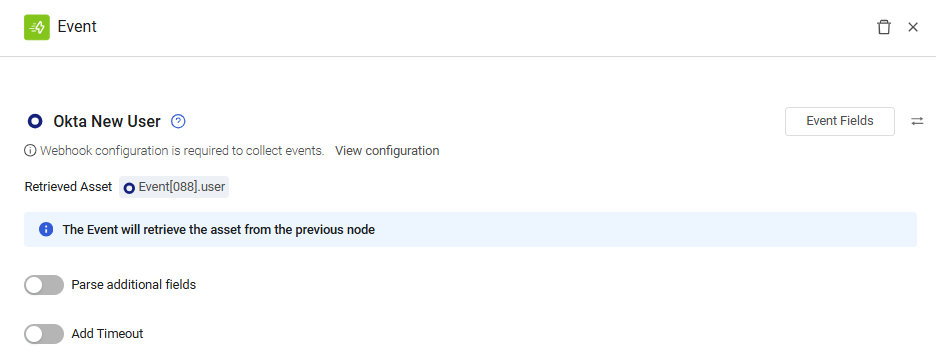 Event
Okta New User
Event Fields
Webhook configuration is required to collect events. View configuration
Retrieved Asset Event[088].user
The Event will retrieve the asset from the previous node
Parse additional fields
Add Timeout